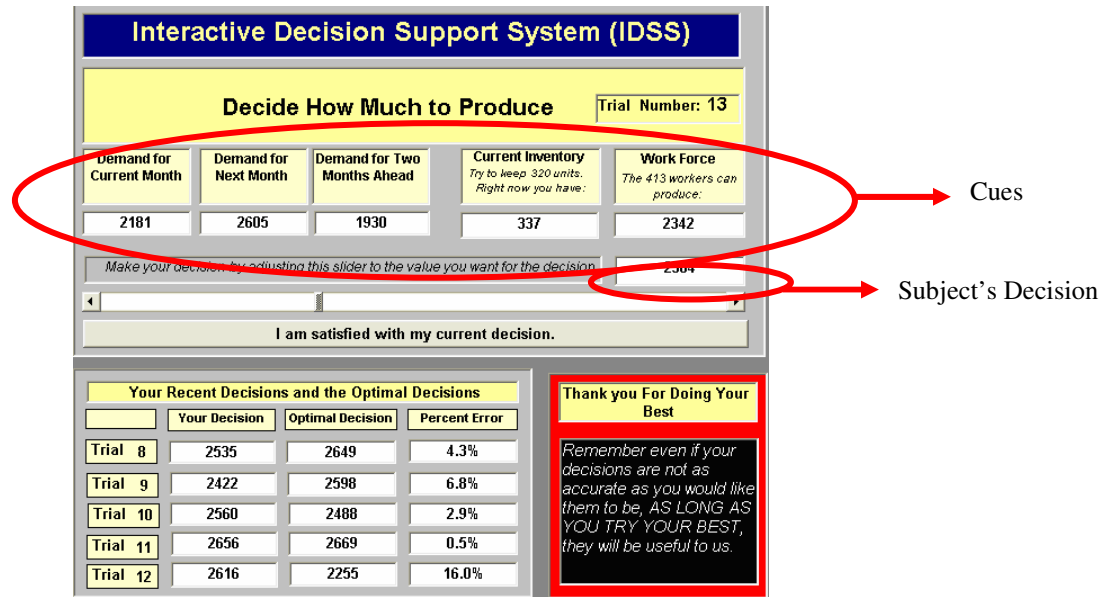 Interactive Decision Support System (IDSS)
Decide How Much to Produce
Trial Number: 13
Demand for
Current Month
Demand for
Next Month
Demand for Two
Months Ahead
Current Inventory
Try to keep 320 units.
Right now you have:
Work Force
The 413 workers can
produce:
2181
2605
1930
337
2342
Cues
Make your decision by adjusting this slider to the value you want for the decision
Subject's Decision
I am satisfied with my current decision.
Your Recent Decisions and the Optimal Decisions
Your Decision
Optimal Decision
Percent Error
Trial 8
2535
2649
4.3%
Trial 9
2422
2598
6.8%
Trial 10
2560
2488
2.9%
Trial 11
2656
2669
0.5%
Trial 12
2616
2255
16.0%
Thank you For Doing Your
Best
Remember even if your
decisions are not as
accurate as you would like
them to be, AS LONG AS
YOU TRY YOUR BEST,
they will be useful to us.